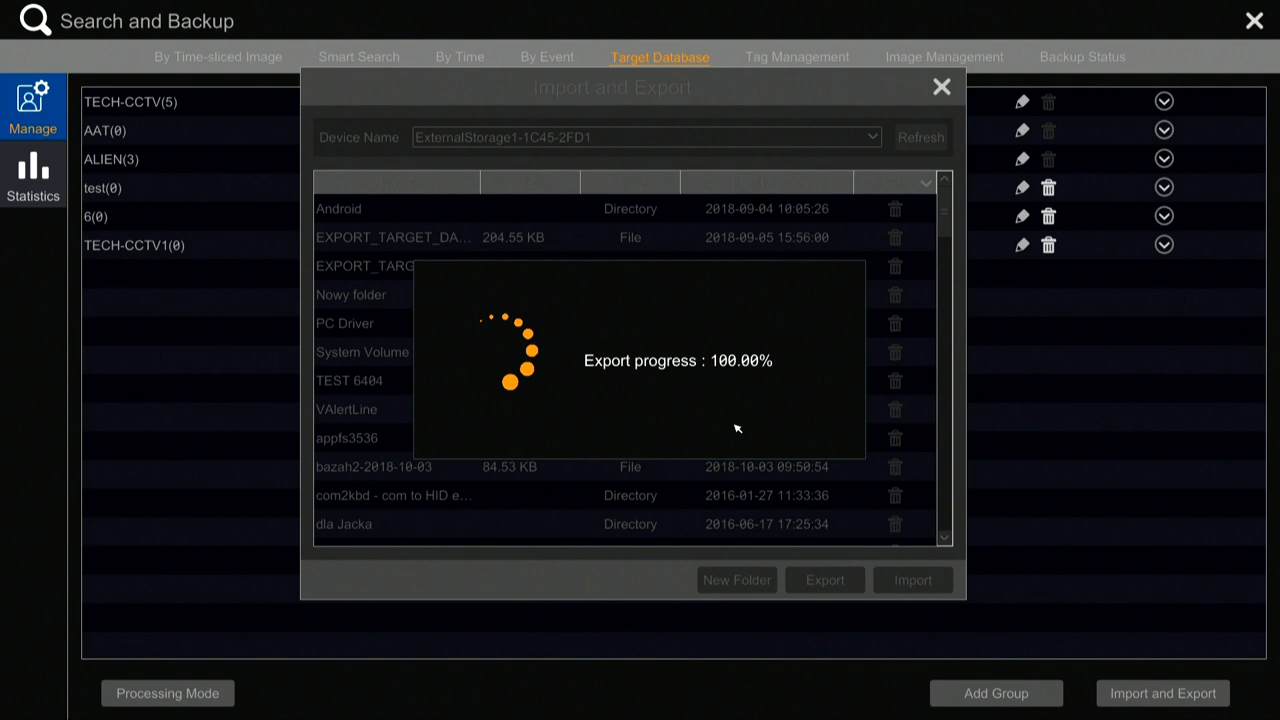 Search and Backup
By Time-sliced Image Smart Search By Time By Event Target Database Tag Management Image Management Backup Status
Manage
Statistics
TECH-CCTV(5)
AAT(0)
ALIEN(3)
test(0)
6(0)
TECH-CCTV1(0)
Import and Export
Device Name ExternalStorage1-1C45-2FD1 Refresh
Android Directory 2018-09-04 10:05:26
EXPORT_TARGET_DA... 204.55 KB File 2018-09-05 15:56:00
EXPORT_TARG
Nowy folder
PC Driver
System Volume
TEST 6404
VAlertLine
appfs3536
bazah2-2018-10-03 84.53 KB File 2018-10-03 09:50:54
com2kbd - com to HID e... Directory 2016-01-27 11:33:36
dla Jacka Directory 2016-06-17 17:25:34
Export progress : 100.00%
New Folder Export Import
Processing Mode Add Group Import and Export